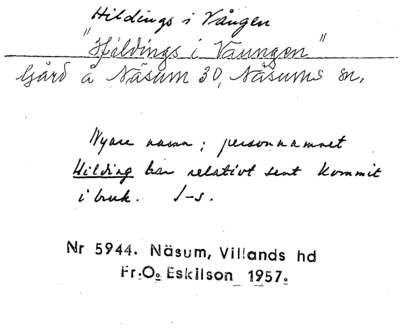 Hildings i Vången
"Hildings i Vaungen"
Gård å Näsum 30, Näsums sn.
Nyare namn; personnamnet
Hilding har relativt sent kommit
i bruk. J-s.
Nr 5944. Näsum, Villands hd
Fr.O. Eskilson 1957.